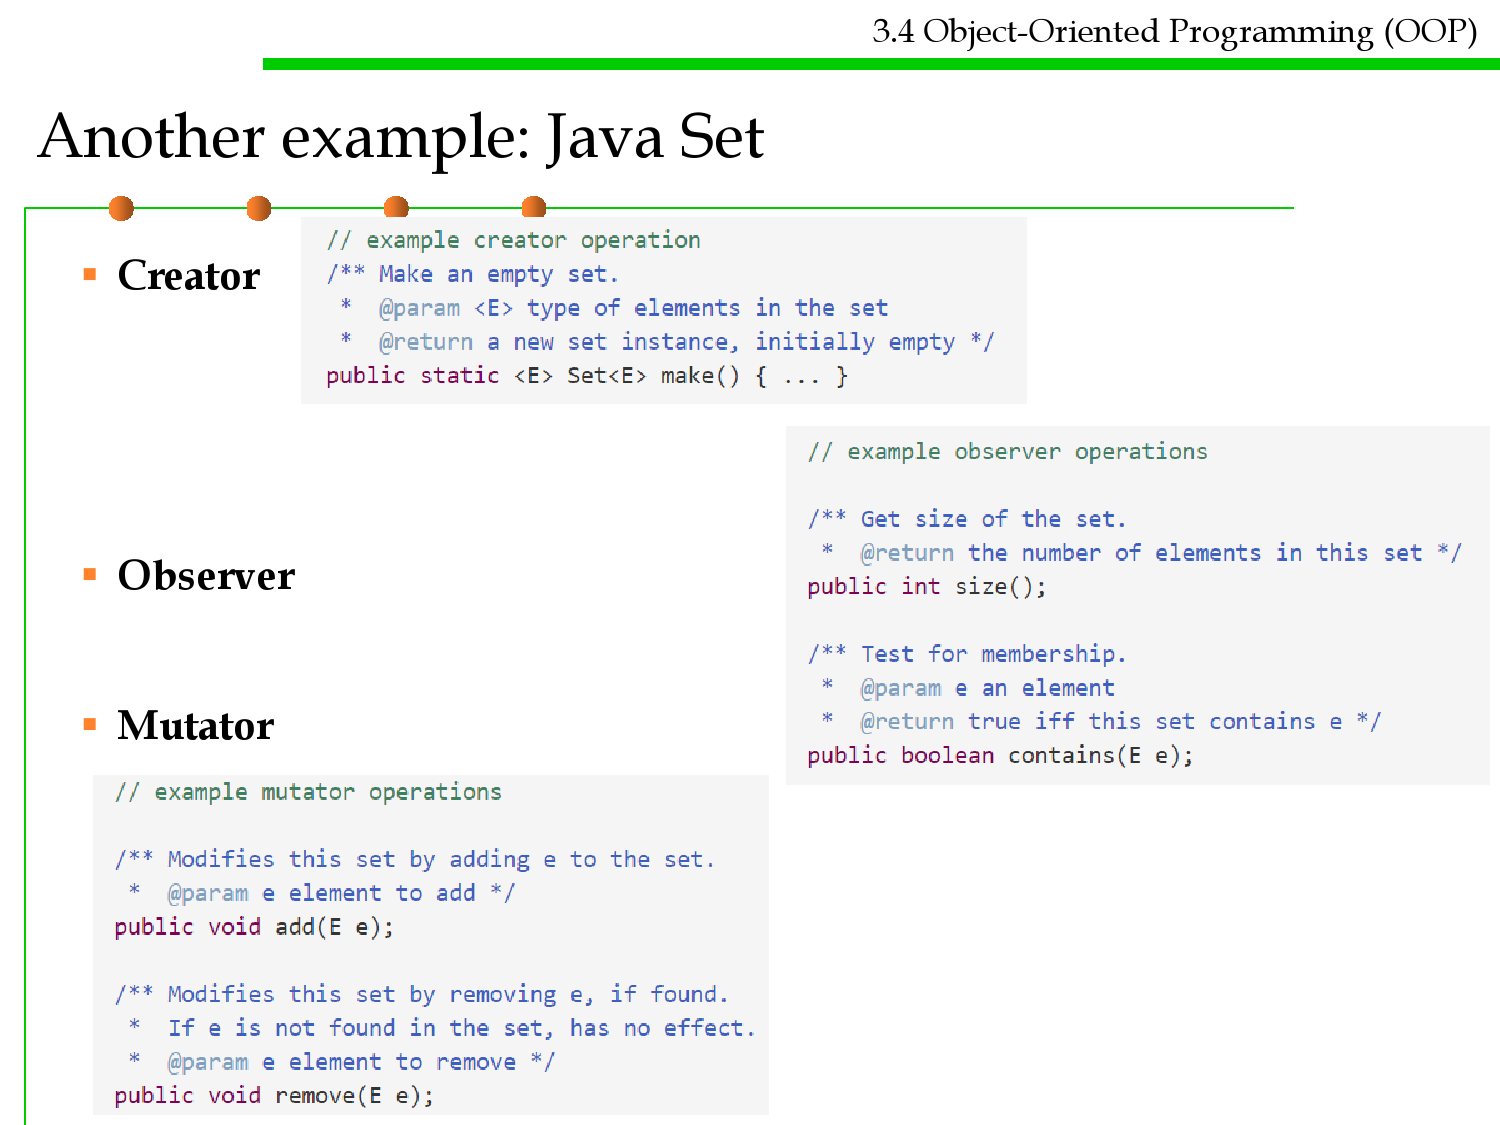 3.4 Object-Oriented Programming (OOP)
Another example: Java Set
Creator
// example creator operation
/** Make an empty set.
 *  @param <E> type of elements in the set
 *  @return a new set instance, initially empty */
public static <E> Set<E> make() { ... }
Observer
// example observer operations
/** Get size of the set.
 *  @return the number of elements in this set */
public int size();
/** Test for membership.
 *  @param e an element
 *  @return true iff this set contains e */
public boolean contains(E e);
Mutator
// example mutator operations
/** Modifies this set by adding e to the set.
 *  @param e element to add */
public void add(E e);
/** Modifies this set by removing e, if found.
 *  If e is not found in the set, has no effect.
 *  @param e element to remove */
public void remove(E e);